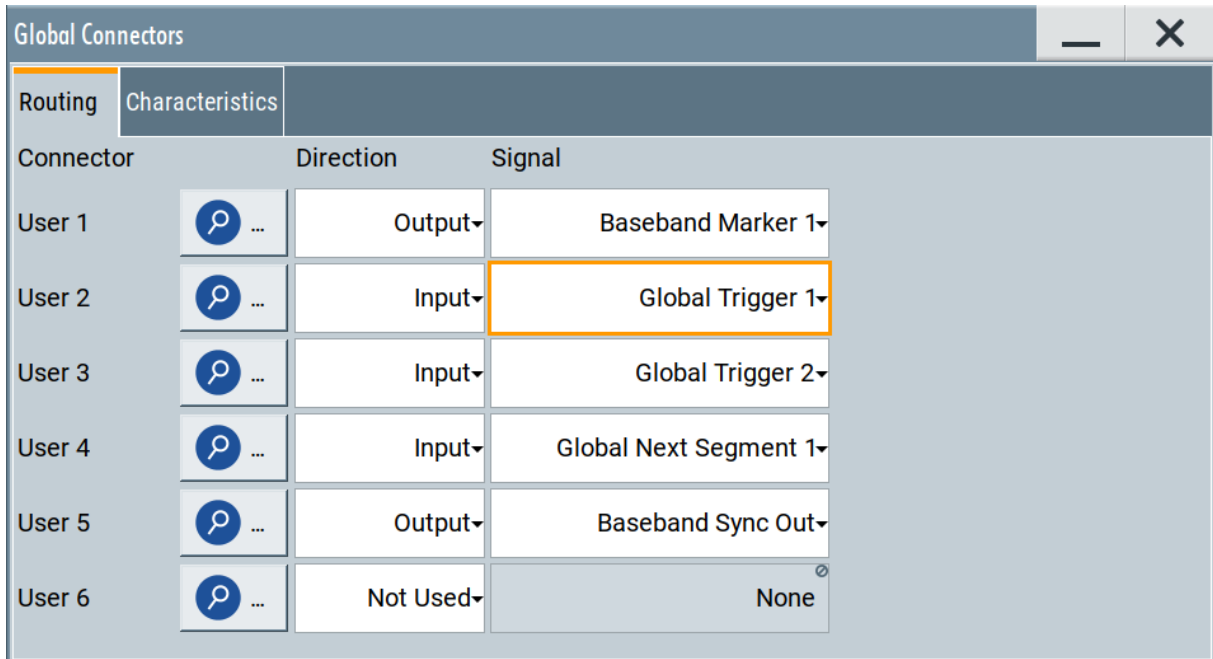 Global Connectors
Routing Characteristics
Connector Direction Signal
User 1 ... Output Baseband Marker 1
User 2 ... Input Global Trigger 1
User 3 ... Input Global Trigger 2
User 4 ... Input Global Next Segment 1
User 5 ... Output Baseband Sync Out
User 6 ... Not Used None